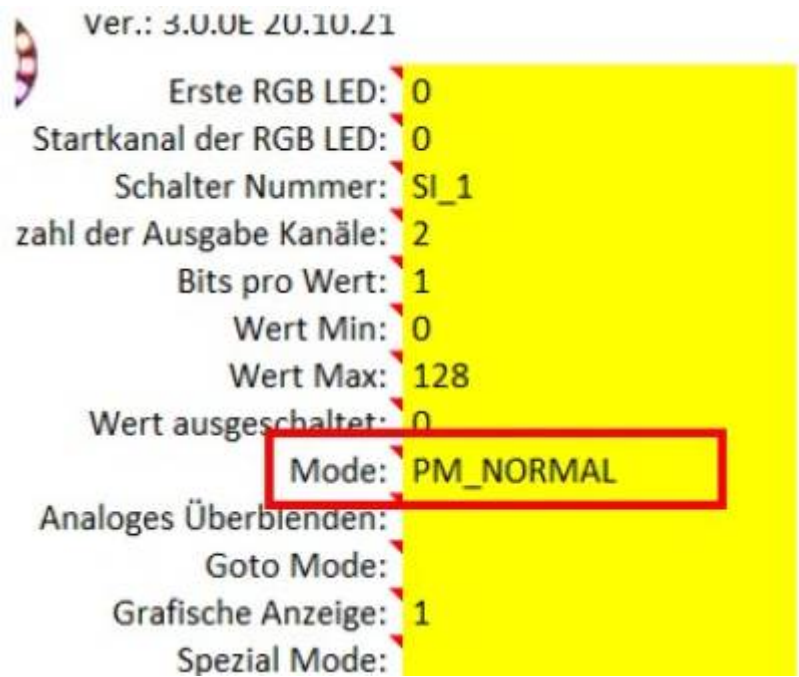 Ver.: 3.0.0E 20.10.21
Erste RGB LED: 0
Startkanal der RGB LED: 0
Schalter Nummer: SI_1
zahl der Ausgabe Kanäle: 2
Bits pro Wert: 1
Wert Min: 0
Wert Max: 128
Wert ausgeschaltet: 0
Mode: PM_NORMAL
Analoges Überblenden:
Goto Mode:
Grafische Anzeige: 1
Spezial Mode: